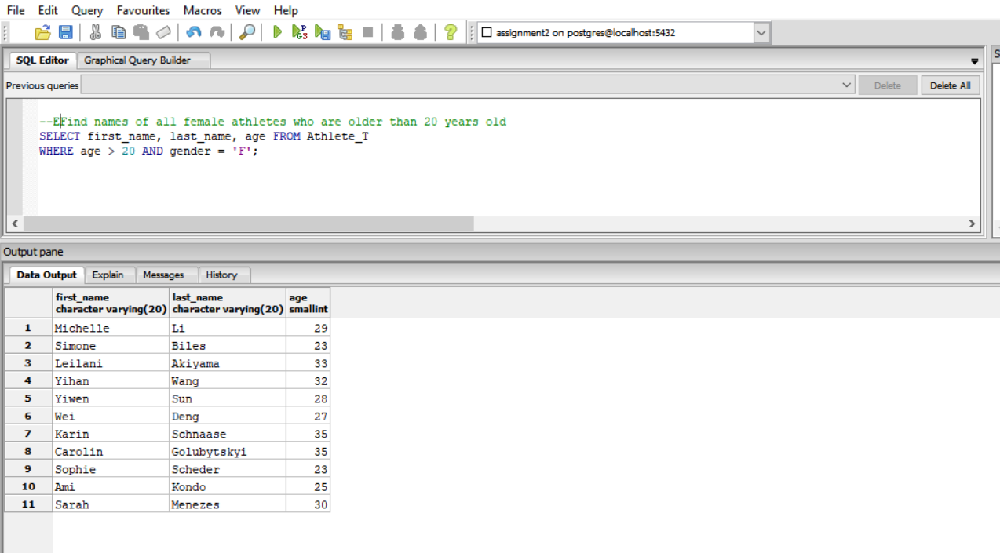 File Edit Query Favourites Macros View Help
assignment2 on postgres@localhost:5432
SQL Editor Graphical Query Builder
Previous queries Delete Delete All
--EFind names of all female athletes who are older than 20 years old
SELECT first_name, last_name, age FROM Athlete_T
WHERE age > 20 AND gender = 'F';
Output pane
Data Output Explain Messages History
first_name last_name age
character varying(20) character varying(20) smallint
1 Michelle Li 29
2 Simone Biles 23
3 Leilani Akiyama 33
4 Yihan Wang 32
5 Yiwen Sun 28
6 Wei Deng 27
7 Karin Schnaase 35
8 Carolin Golubytskyi 35
9 Sophie Scheder 23
10 Ami Kondo 25
11 Sarah Menezes 30